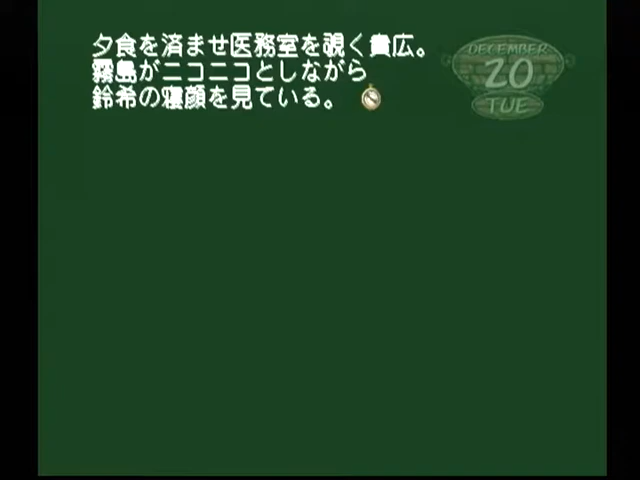 夕食を済ませ医務室を覗く貴広。
霧島がニコニコとしながら
鈴希の寝顔を見ている。
DECEMBER
20
TUE